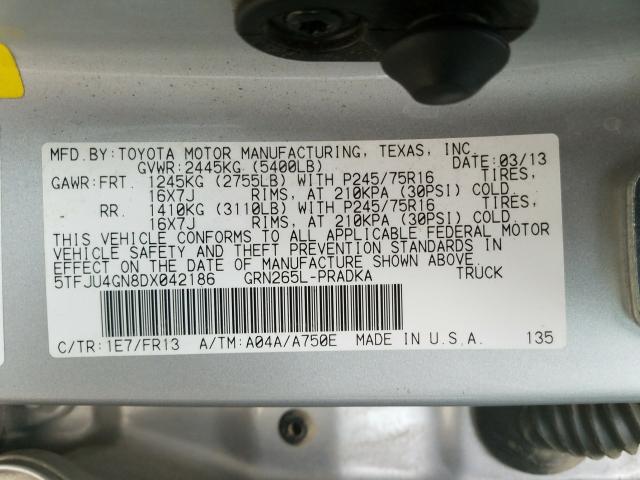 MFD.BY:TOYOTA MOTOR MANUFACTURING, TEXAS, INC.
GVWR:2445KG (5400LB) DATE:03/13
GAWR:FRT. 1245KG (2755LB) WITH P245/75R16 TIRES,
16X7J RIMS, AT 210KPA (30PSI) COLD.
RR. 1410KG (3110LB) WITH P245/75R16 TIRES,
16X7J RIMS, AT 210KPA (30PSI) COLD.
THIS VEHICLE CONFORMS TO ALL APPLICABLE FEDERAL MOTOR
VEHICLE SAFETY AND THEFT PREVENTION STANDARDS IN
EFFECT ON THE DATE OF MANUFACTURE SHOWN ABOVE.
5TFJU4GN8DX042186 GRN265L-PRADKA TRUCK
C/TR:1E7/FR13 A/TM:A04A/A750E MADE IN U.S.A. 135